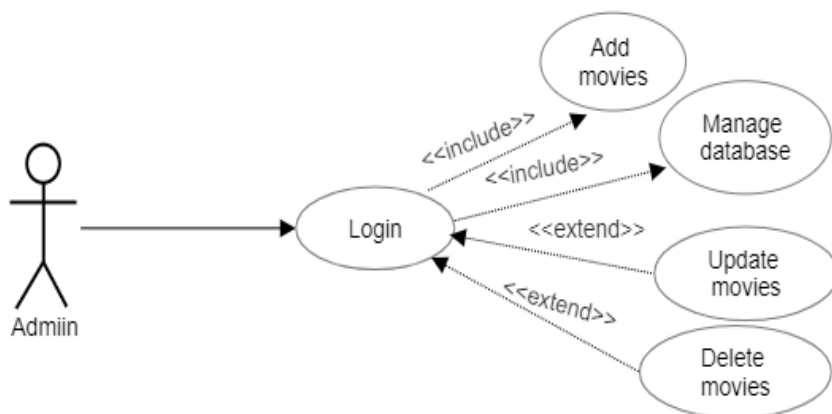 Add
movies
<<include>>
Manage
database
<<include>>
Login
<<extend>>
Update
movies
<<extend>>
Admiin
Delete
movies